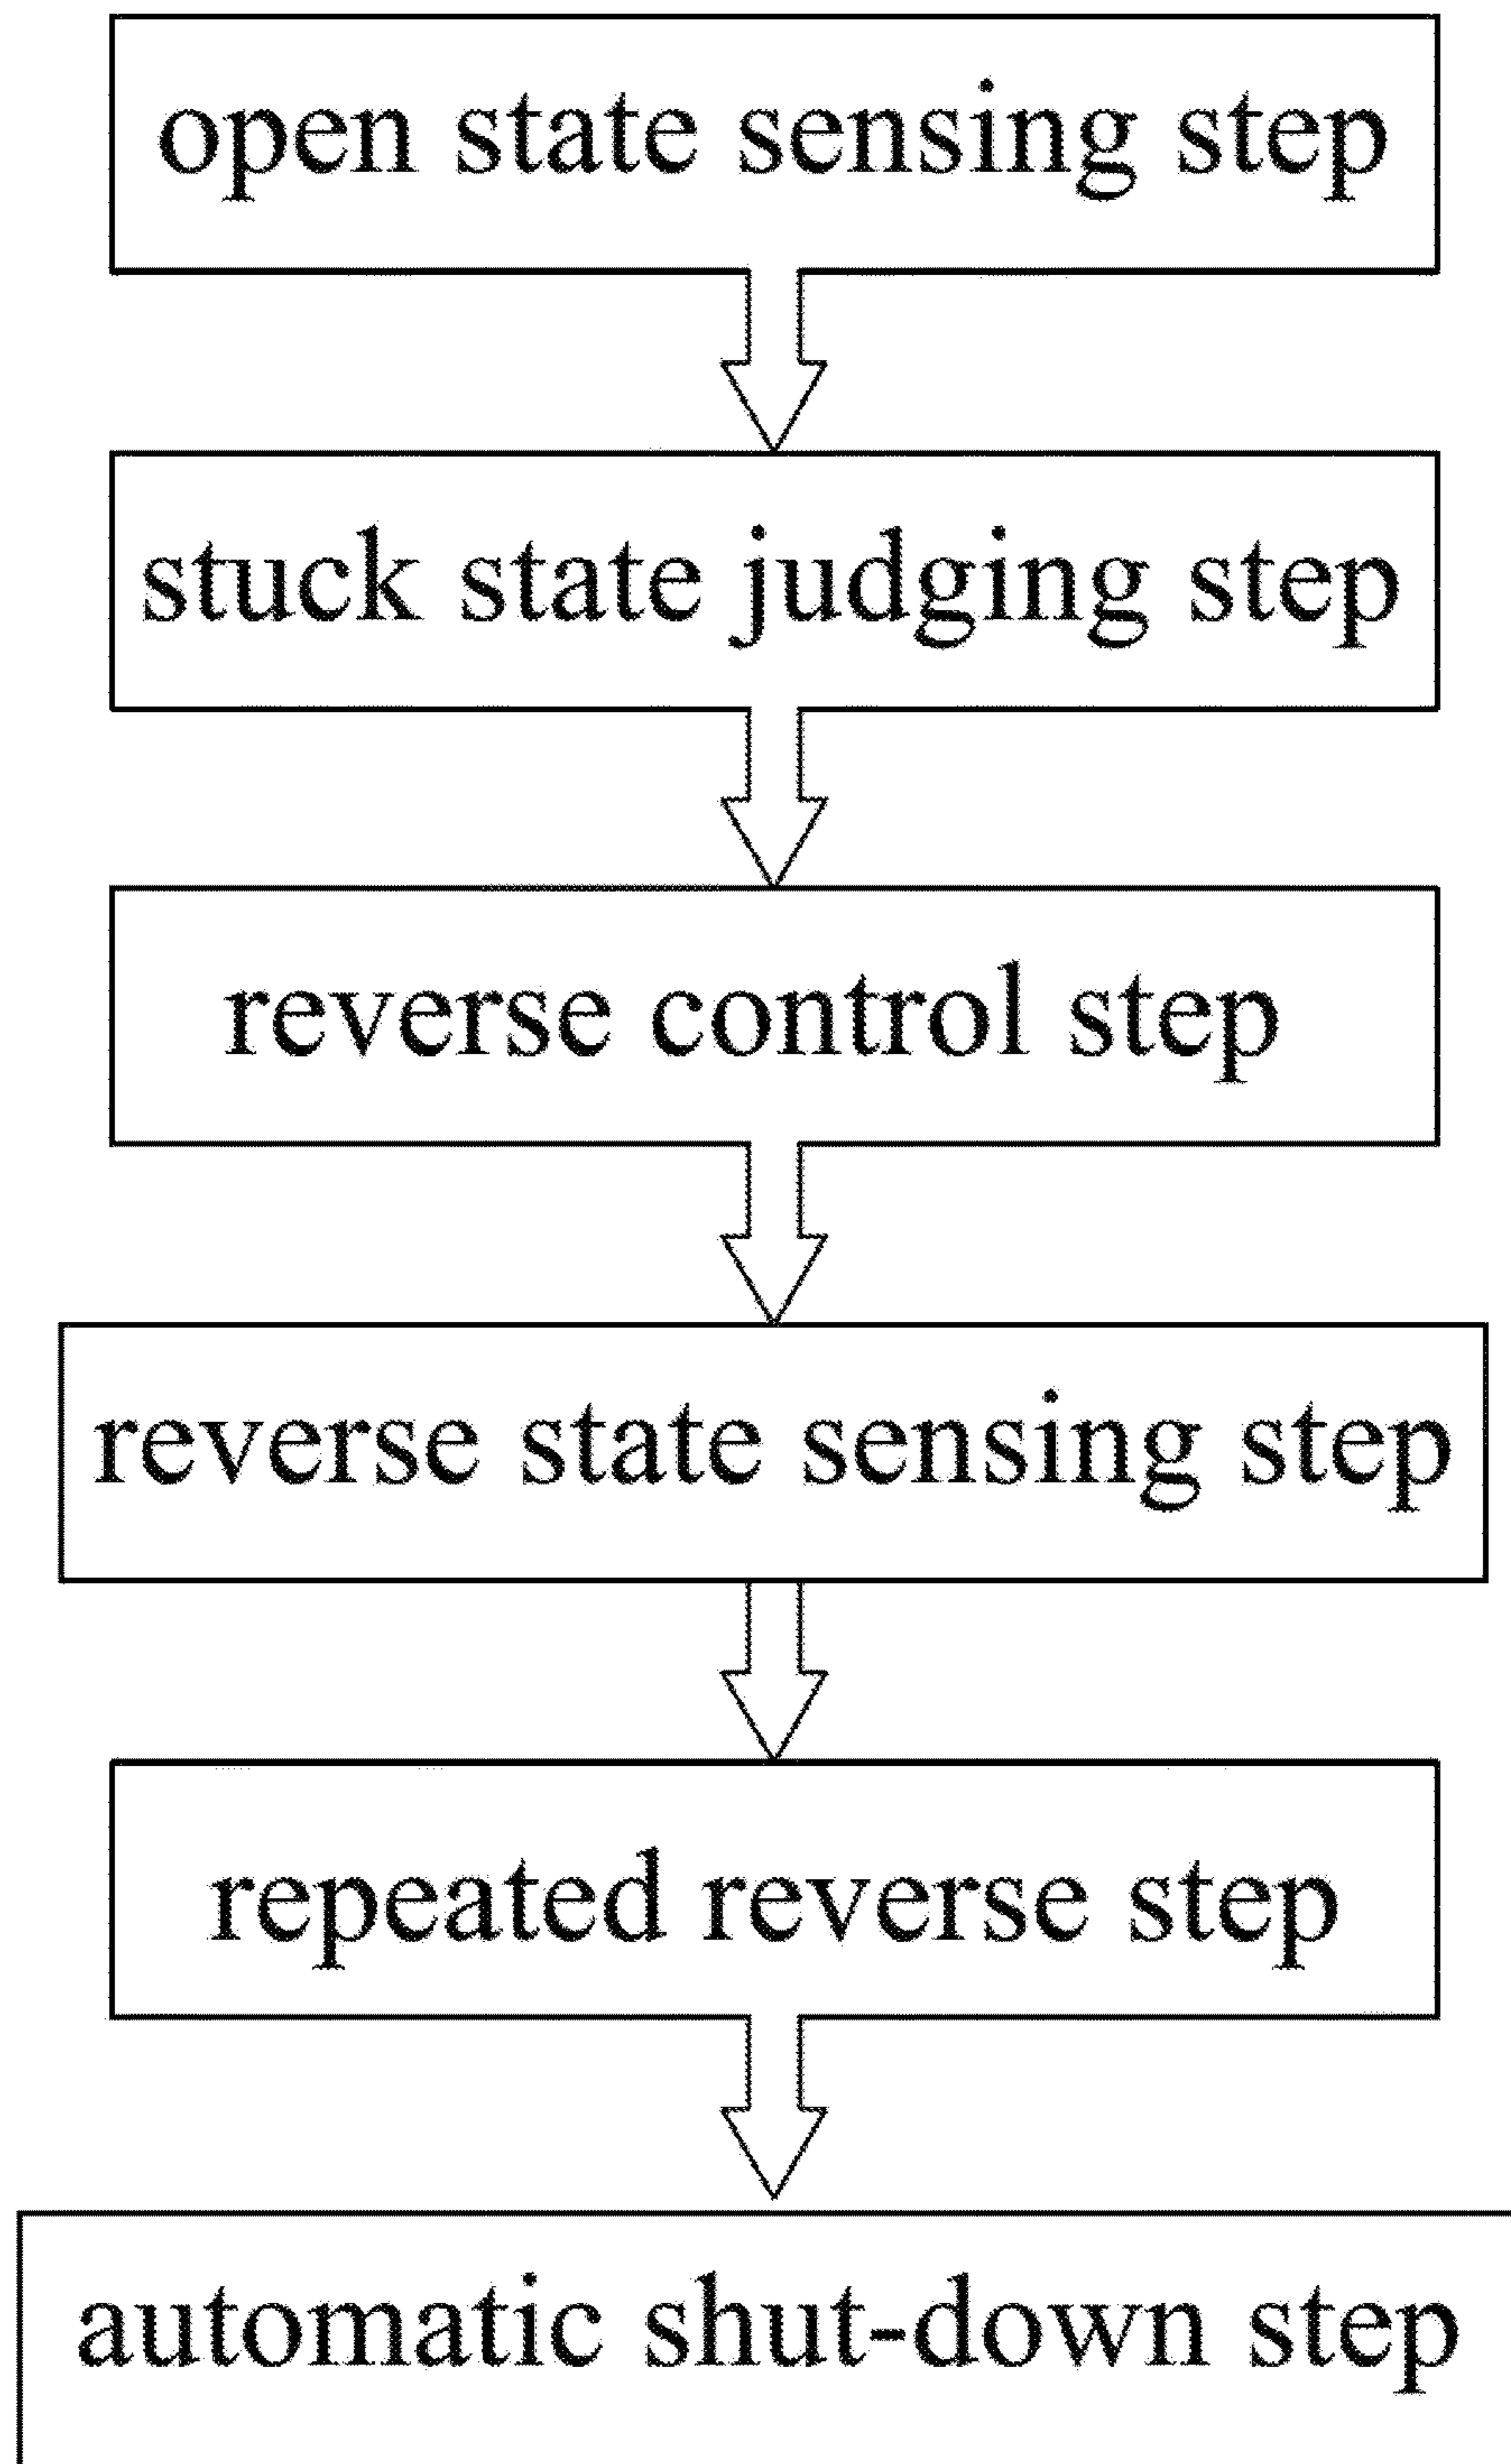 open state sensing step
stuck state judging step
reverse control step
reverse state sensing step
repeated reverse step
automatic shut-down step